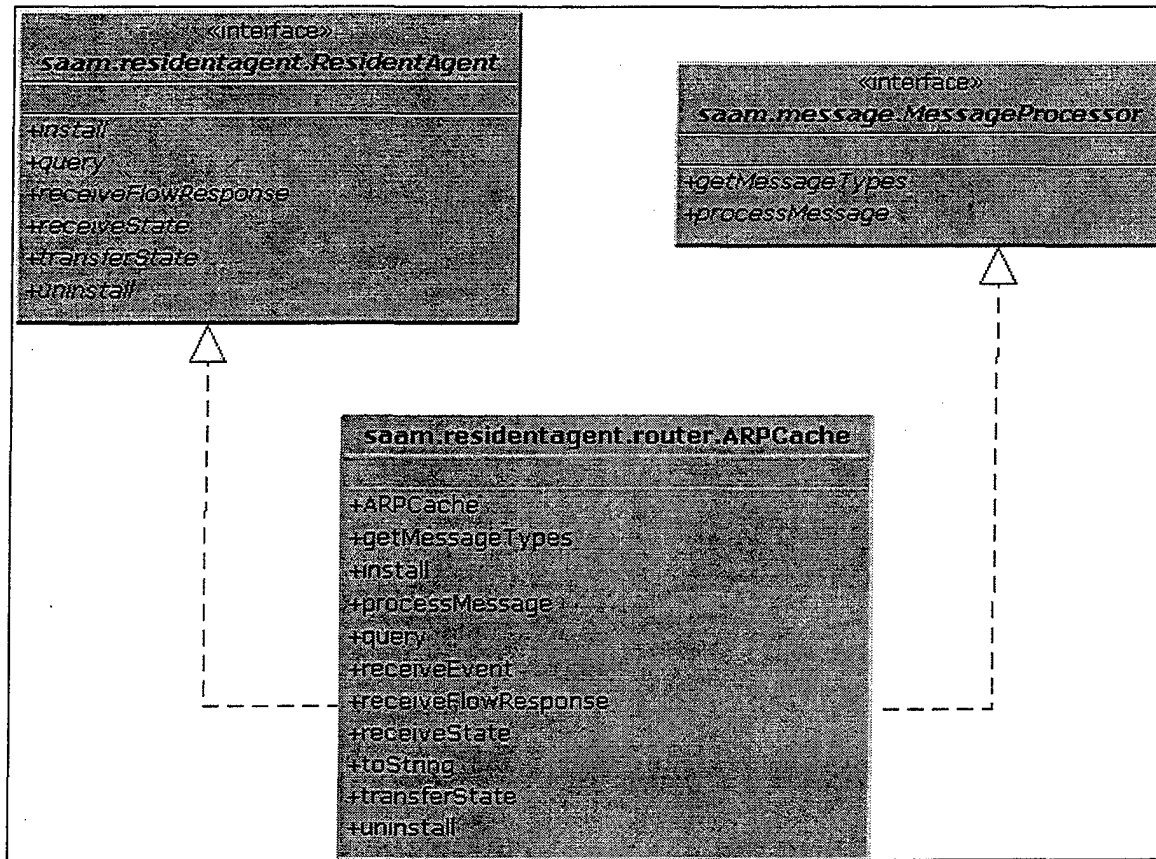 «interface»
saam.residentagent.ResidentAgent
+install
+query
+receiveFlowResponse
+receiveState
+transferState
+uninstall
«interface»
saam.message.MessageProcessor
+getMessageTypes
+processMessage
saam.residentagent.router.ARPCache
+ARPCache
+getMessageTypes
+install
+processMessage
+query
+receiveEvent
+receiveFlowResponse
+receiveState
+toString
+transferState
+uninstall